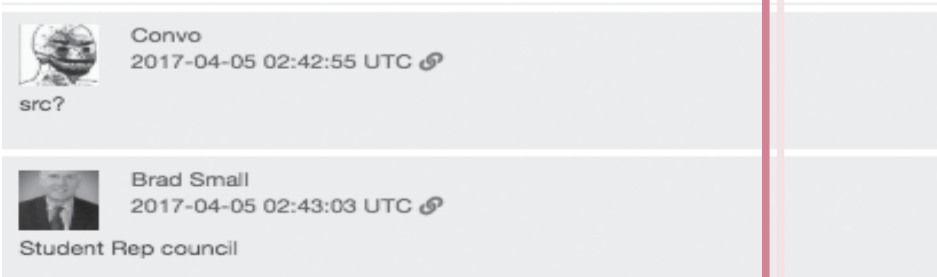 Convo
2017-04-05 02:42:55 UTC
src?
Brad Small
2017-04-05 02:43:03 UTC
Student Rep council